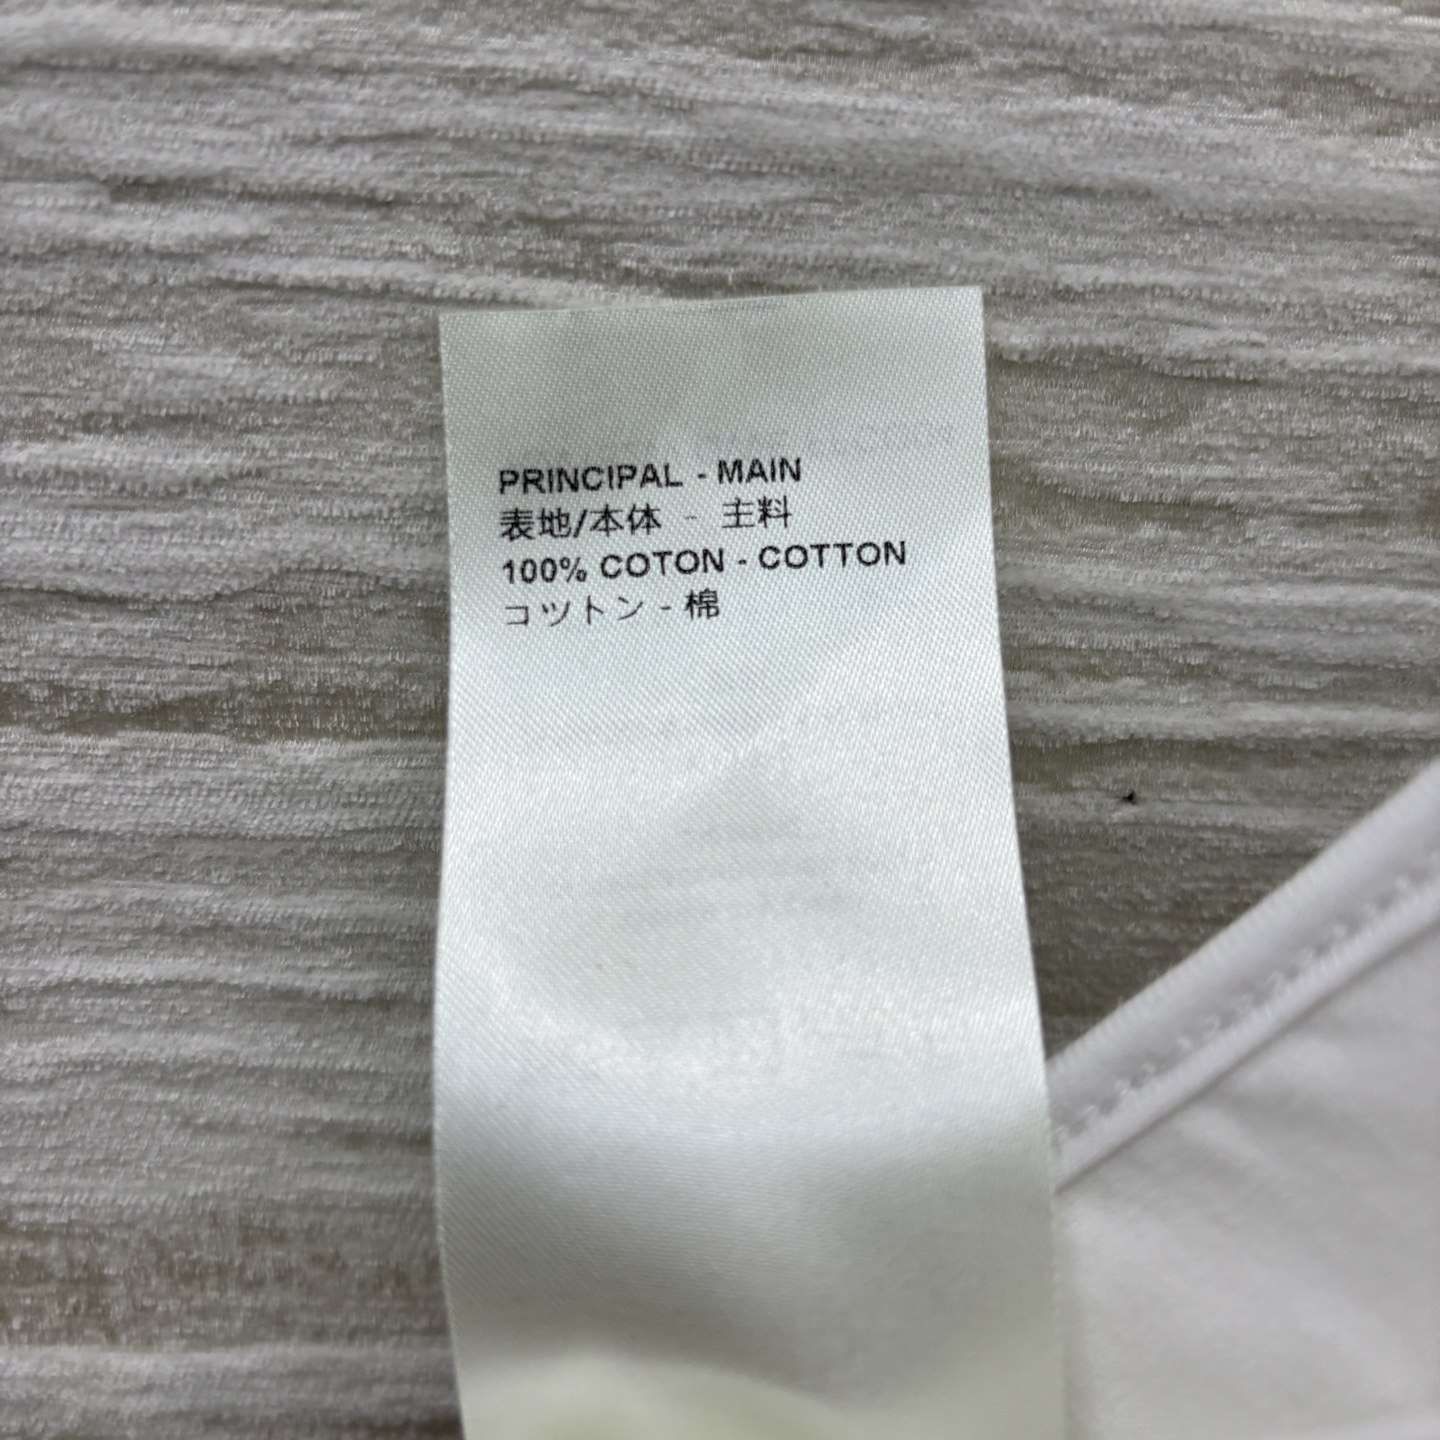 PRINCIPAL - MAIN
表地/本体 - 主料
100% COTON - COTTON
コットン - 棉